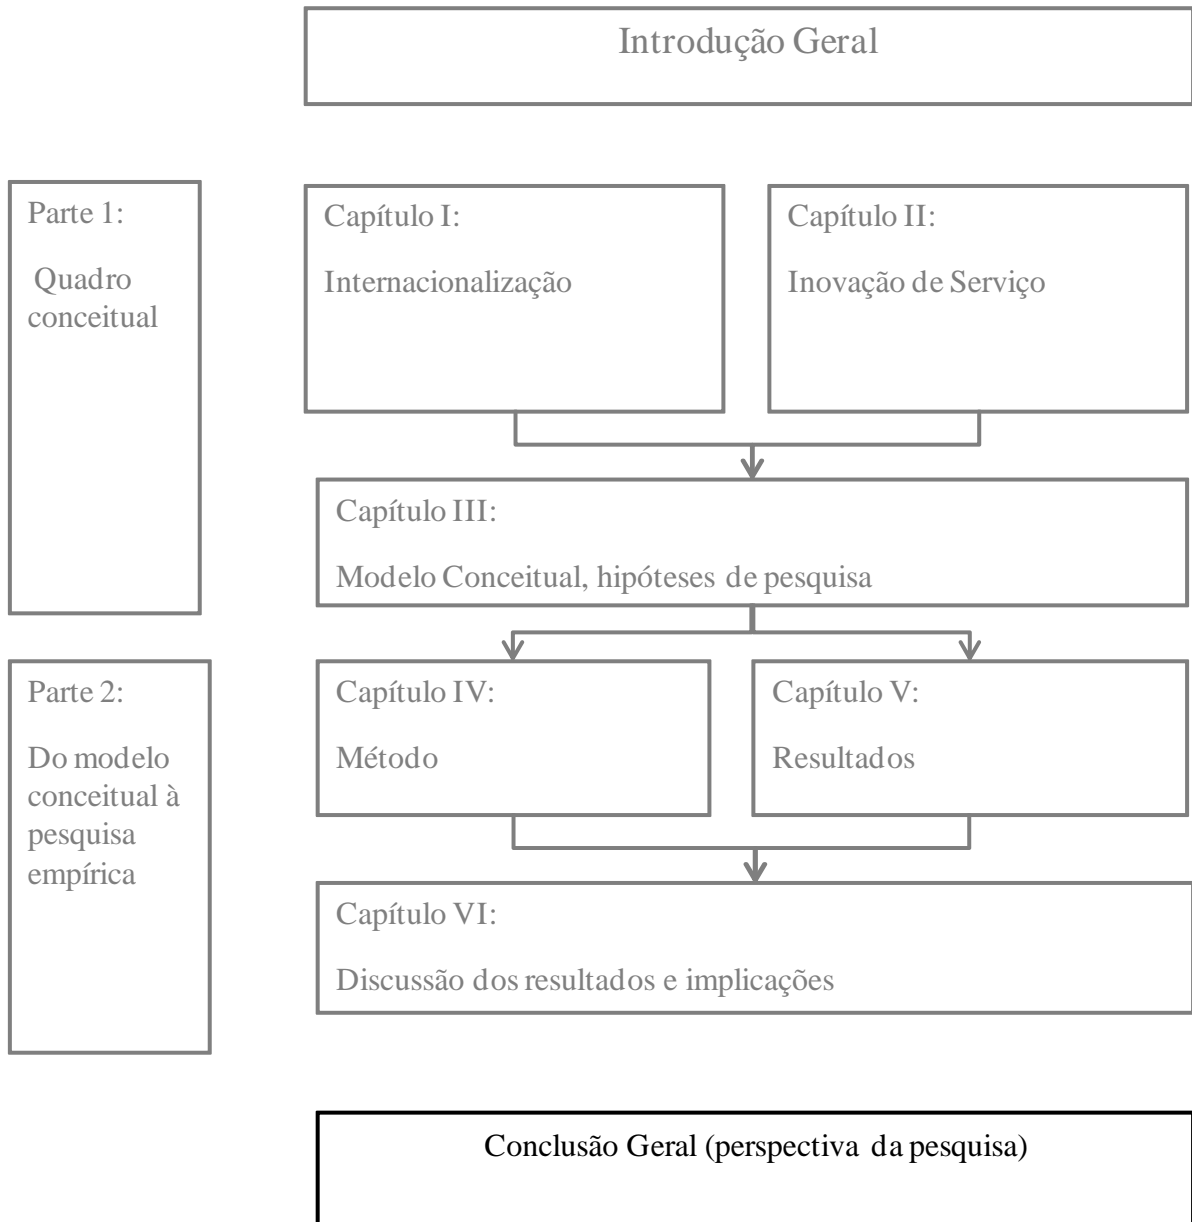 Introdução Geral
Parte 1:
Quadro
conceitual
Capítulo I:
Internacionalização
Capítulo II:
Inovação de Serviço
Capítulo III:
Modelo Conceitual, hipóteses de pesquisa
Parte 2:
Do modelo
conceitual à
pesquisa
empírica
Capítulo IV:
Método
Capítulo V:
Resultados
Capítulo VI:
Discussão dos resultados e implicações
Conclusão Geral (perspectiva da pesquisa)